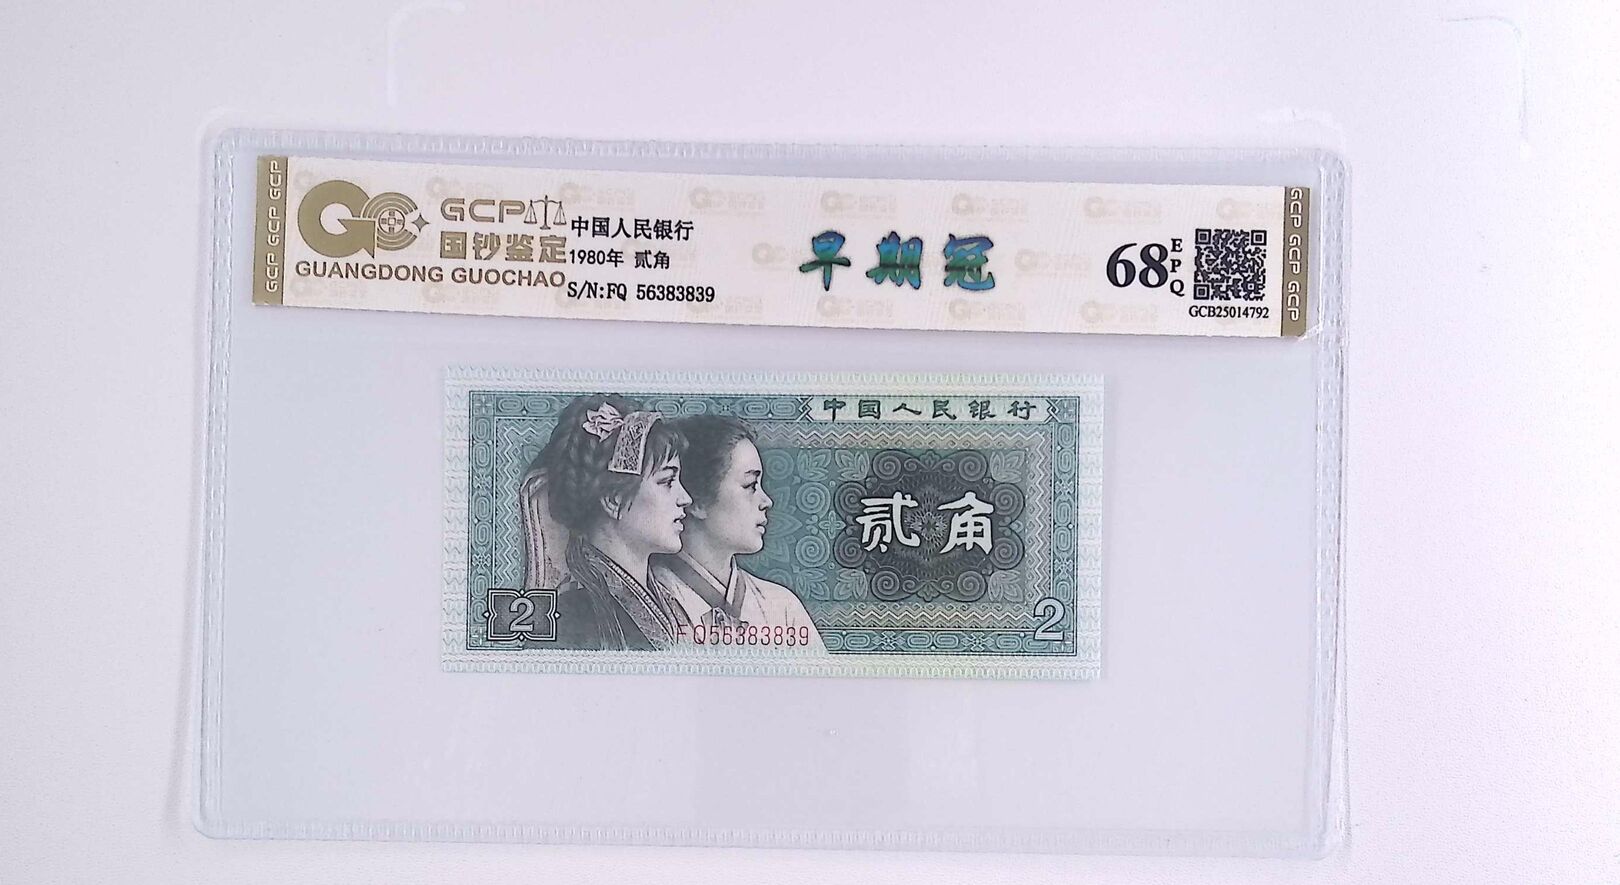 GCP GCP GCP
GCP
国钞鉴定
GUANGDONG GUOCHAO
中国人民银行
1980年 贰角
S/N:FQ 56383839
早期冠
68 EPQ
GCB25014792
GCP GCP GCP
中国人民银行
贰角
2
FQ56383839
2